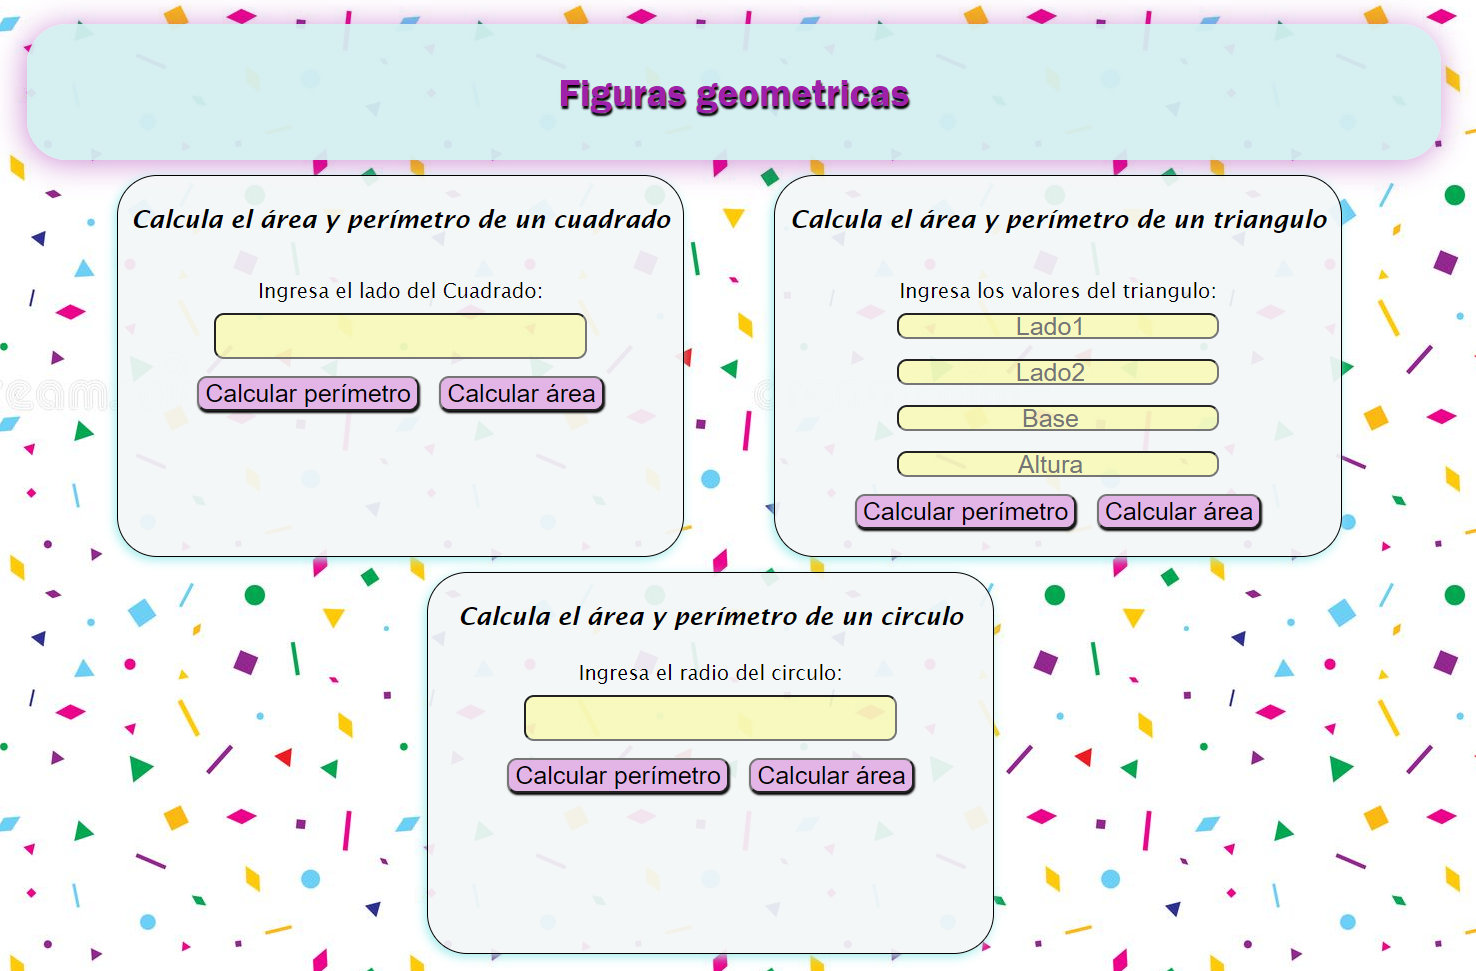 Figuras geometricas
Calcula el área y perímetro de un cuadrado
Ingresa el lado del Cuadrado:
Calcular perímetro
Calcular área
Calcula el área y perímetro de un triangulo
Ingresa los valores del triangulo:
Lado1
Lado2
Base
Altura
Calcular perímetro
Calcular área
Calcula el área y perímetro de un circulo
Ingresa el radio del circulo:
Calcular perímetro
Calcular área